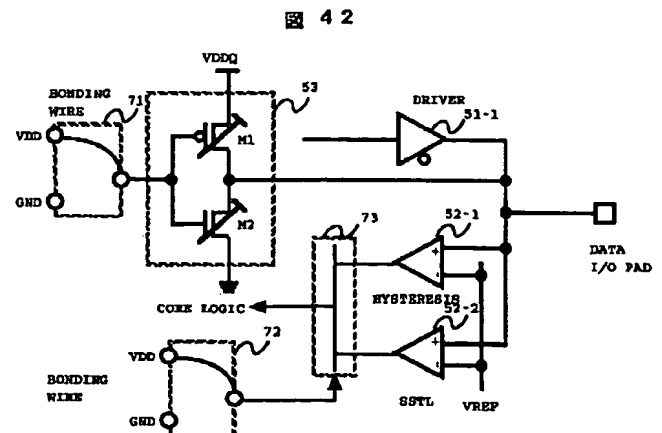 図 42
VDDQ
BONDING
WIRE
71
53
DRIVER
51-1
VDD
M1
GND
M2
73
52-1
DATA
I/O PAD
HYSTERESIS
CORE LOGIC
52-2
72
VDD
BONDING
WIRE
SSTL
VREF
GND